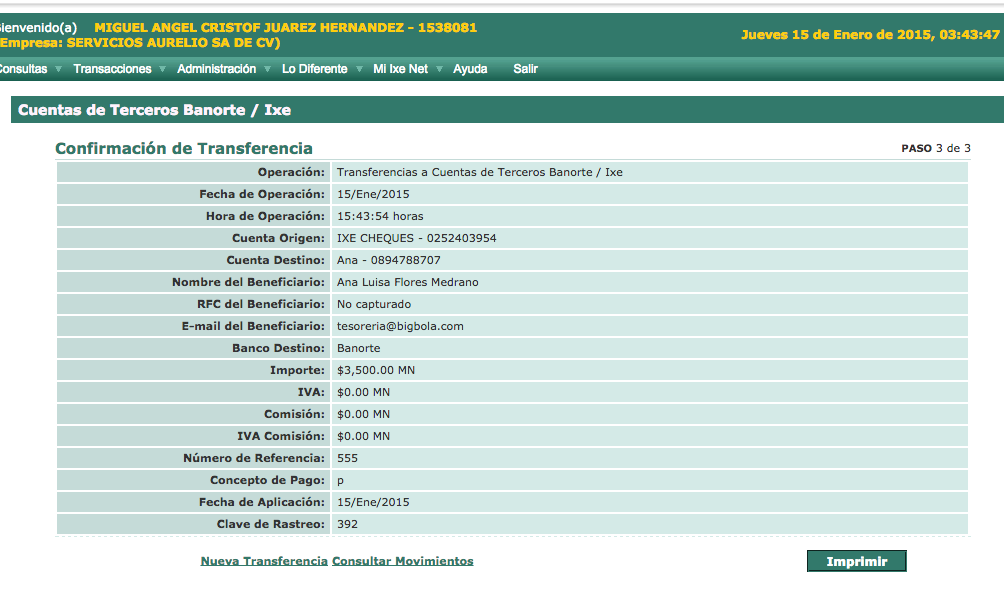 ienvenido(a) MIGUEL ANGEL CRISTOF JUAREZ HERNANDEZ - 1538081
Empresa: SERVICIOS AURELIO SA DE CV)
Jueves 15 de Enero de 2015, 03:43:47
onsultas Transacciones Administración Lo Diferente Mi Ixe Net Ayuda Salir
Cuentas de Terceros Banorte / Ixe
Confirmación de Transferencia PASO 3 de 3
Operación: Transferencias a Cuentas de Terceros Banorte / Ixe
Fecha de Operación: 15/Ene/2015
Hora de Operación: 15:43:54 horas
Cuenta Origen: IXE CHEQUES - 0252403954
Cuenta Destino: Ana - 0894788707
Nombre del Beneficiario: Ana Luisa Flores Medrano
RFC del Beneficiario: No capturado
E-mail del Beneficiario: tesoreria@bigbola.com
Banco Destino: Banorte
Importe: $3,500.00 MN
IVA: $0.00 MN
Comisión: $0.00 MN
IVA Comisión: $0.00 MN
Número de Referencia: 555
Concepto de Pago: p
Fecha de Aplicación: 15/Ene/2015
Clave de Rastreo: 392
Nueva Transferencia Consultar Movimientos Imprimir